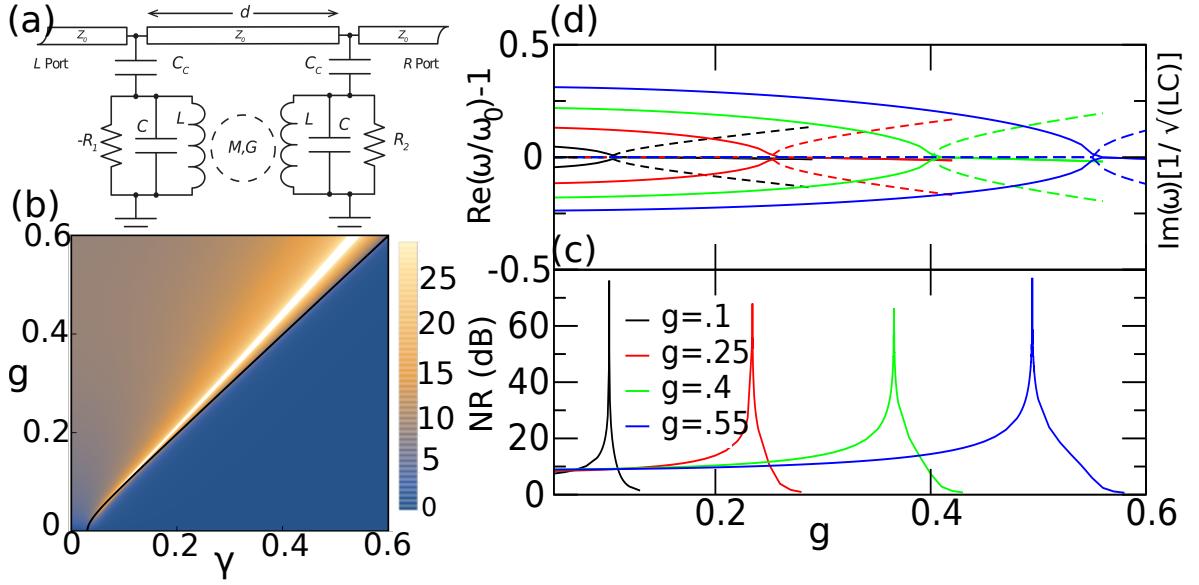 (a)
d
Z₀ Z₀ Z₀
L Port C_C C_C R Port
-R₁ C L M,G L C R₂
(b)
0.6
0.4
g
0.2
0
0 0.2 0.4 0.6
γ
25
20
15
10
5
0
(d)
0.5
0
-0.5
Re(ω/ω₀)-1
Im(ω)[1/√(LC)]
(c)
60
40
20
0
NR (dB)
g=.1
g=.25
g=.4
g=.55
0.2 0.4 0.6
g